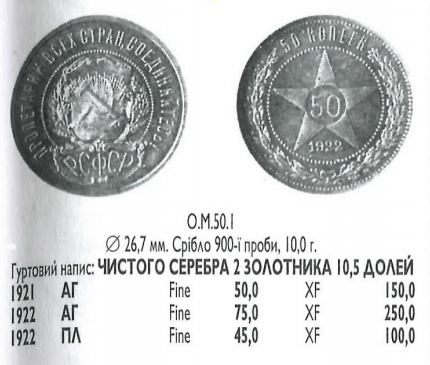 ПРОЛЕТАРИИ ВСЕХ СТРАН, СОЕДИНЯЙТЕСЬ!
РСФСР
50 КОПЕЕК
50
1922
О.М.50.1
Ø 26,7 мм. Срібло 900-ї проби, 10,0 г.
Гуртовий напис: ЧИСТОГО СЕРЕБРА 2 ЗОЛОТНИКА 10,5 ДОЛЕЙ
1921 АГ Fine 50,0 XF 150,0
1922 АГ Fine 75,0 XF 250,0
1922 ПЛ Fine 45,0 XF 100,0